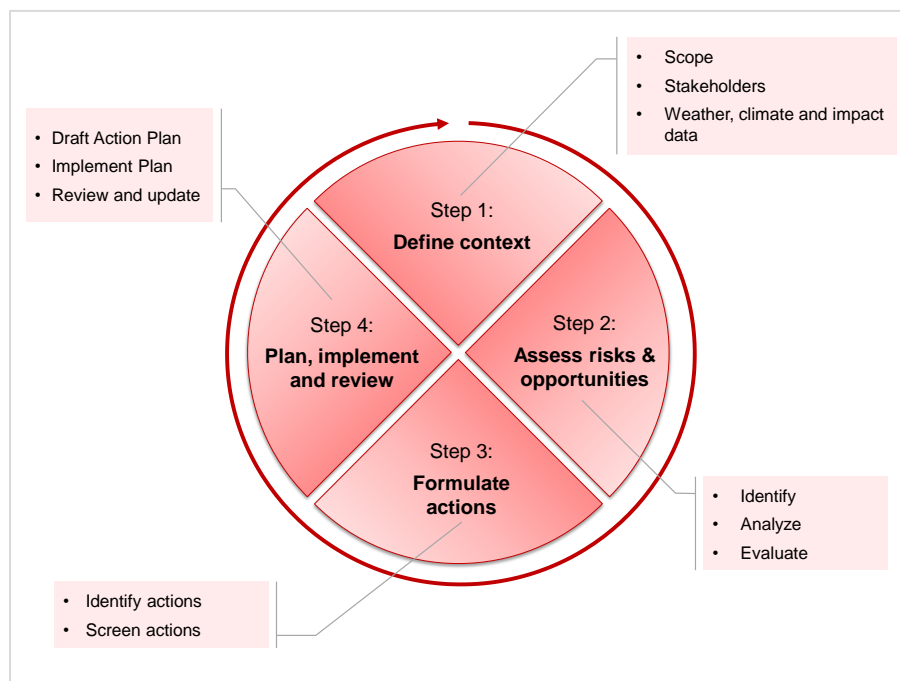 • Scope
• Stakeholders
• Weather, climate and impact
data
Step 1:
Define context
Step 2:
Assess risks &
opportunities
• Identify
• Analyze
• Evaluate
Step 3:
Formulate
actions
• Identify actions
• Screen actions
Step 4:
Plan, implement
and review
• Draft Action Plan
• Implement Plan
• Review and update